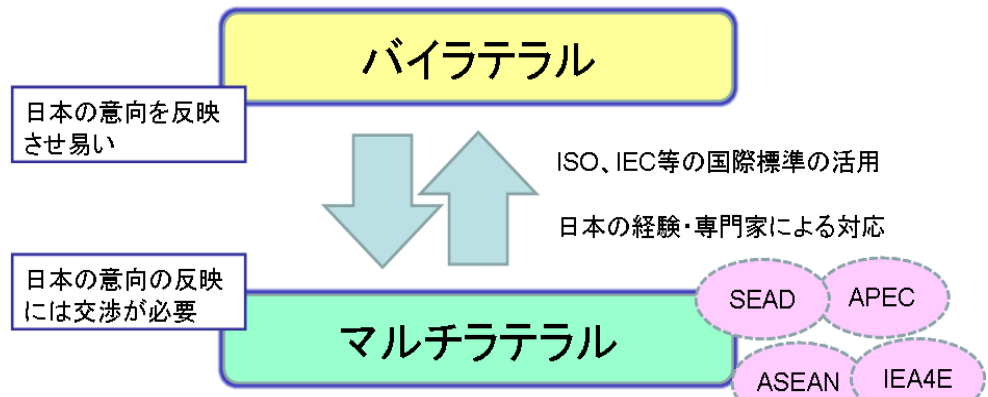 バイラテラル
日本の意向を反映
させ易い
ISO、IEC等の国際標準の活用
日本の経験・専門家による対応
日本の意向の反映
には交渉が必要
マルチラテラル
SEAD
APEC
ASEAN
IEA4E